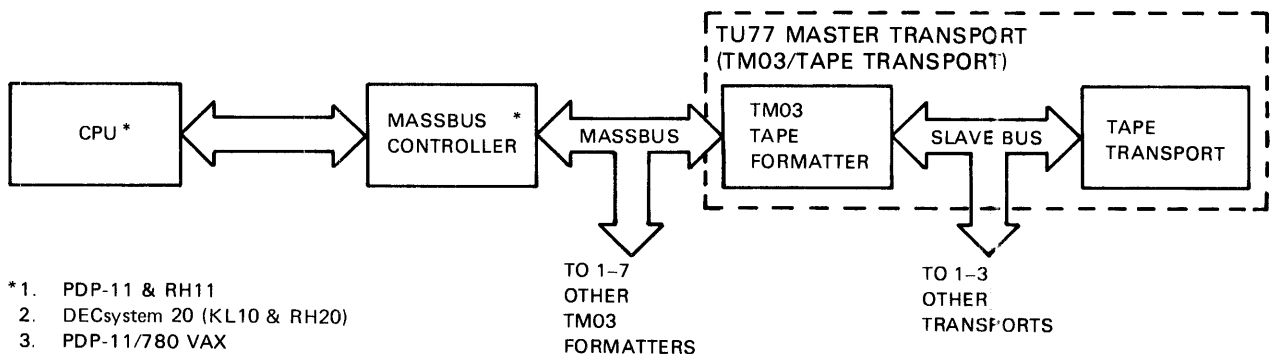 TU77 MASTER TRANSPORT
(TM03/TAPE TRANSPORT)
CPU *
MASSBUS *
CONTROLLER
MASSBUS
TM03
TAPE
FORMATTER
SLAVE BUS
TAPE
TRANSPORT
TO 1–7
OTHER
TM03
FORMATTERS
TO 1–3
OTHER
TRANSPORTS
*1. PDP-11 & RH11
2. DECsystem 20 (KL10 & RH20)
3. PDP-11/780 VAX